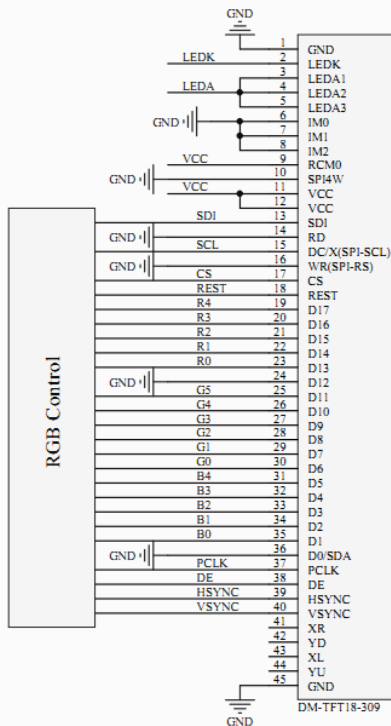 GND
1 GND
LEDK 2 LEDK
3 LEDA1
LEDA 4 LEDA2
5 LEDA3
GND 6 IM0
7 IM1
8 IM2
VCC 9 RCM0
GND 10 SPI4W
VCC 11 VCC
12 VCC
SDI 13 SDI
GND 14 RD
SCL 15 DC/X(SPI-SCL)
GND 16 WR(SPI-RS)
CS 17 CS
REST 18 REST
R4 19 D17
R3 20 D16
R2 21 D15
R1 22 D14
R0 23 D13
GND 24 D12
G5 25 D11
G4 26 D10
G3 27 D9
G2 28 D8
G1 29 D7
G0 30 D6
B4 31 D5
B3 32 D4
B2 33 D3
B1 34 D2
B0 35 D1
GND 36 D0/SDA
PCLK 37 PCLK
DE 38 DE
HSYNC 39 HSYNC
VSYNC 40 VSYNC
41 XR
42 YD
43 XL
44 YU
45 GND
GND
DM-TFT18-309
RGB Control